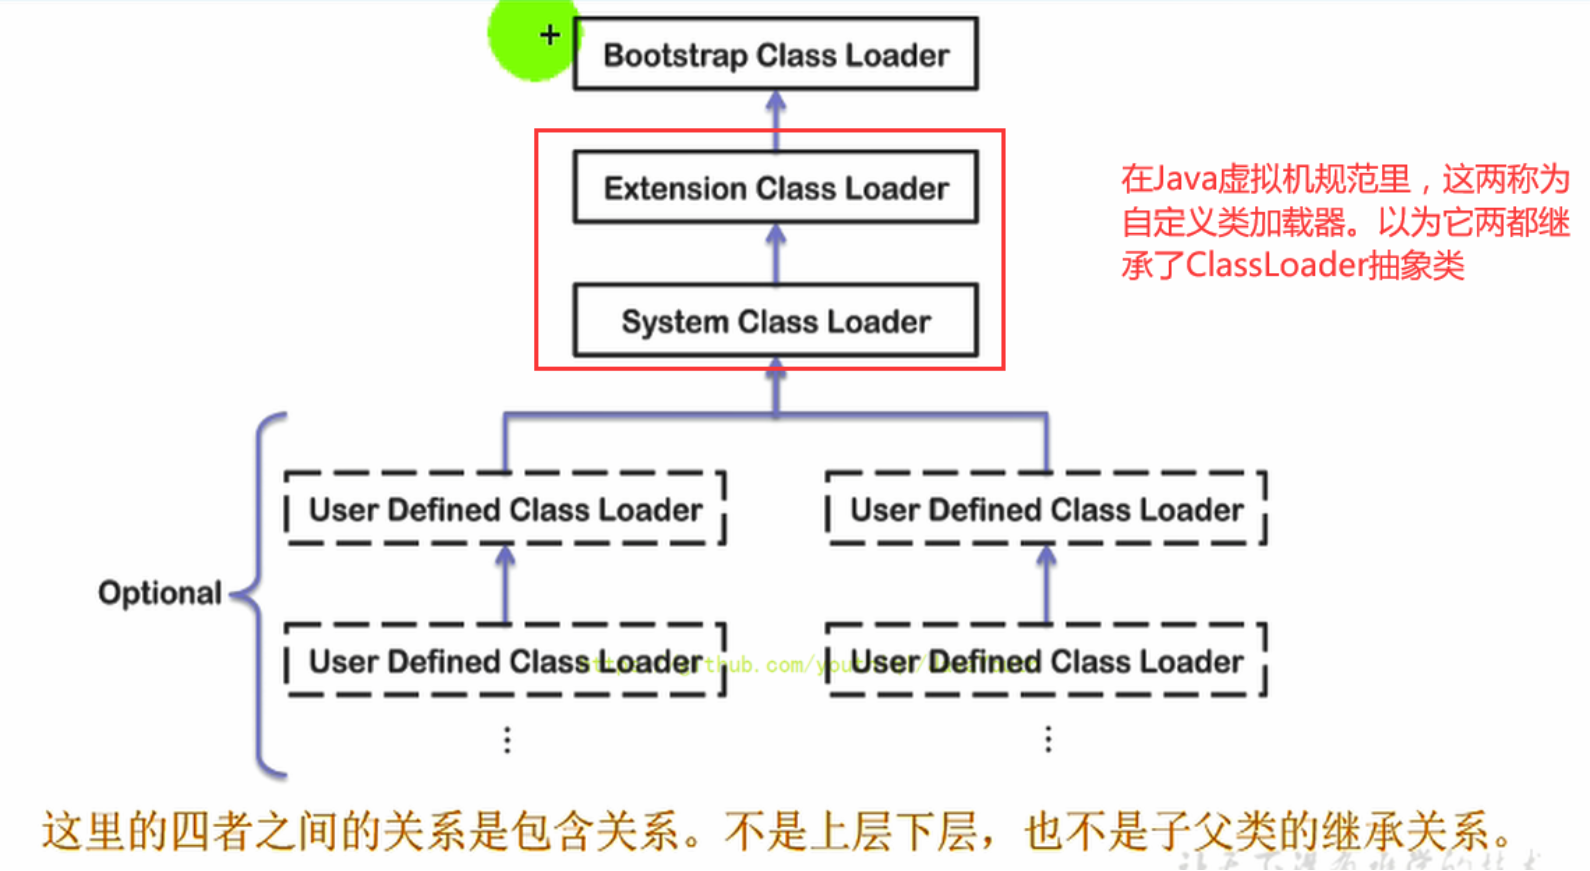 Bootstrap Class Loader
Extension Class Loader
System Class Loader
在Java虚拟机规范里，这两称为
自定义类加载器。以为它两都继
承了ClassLoader抽象类
Optional
User Defined Class Loader
User Defined Class Loader
User Defined Class Loader
User Defined Class Loader
这里的四者之间的关系是包含关系。不是上层下层，也不是子父类的继承关系。